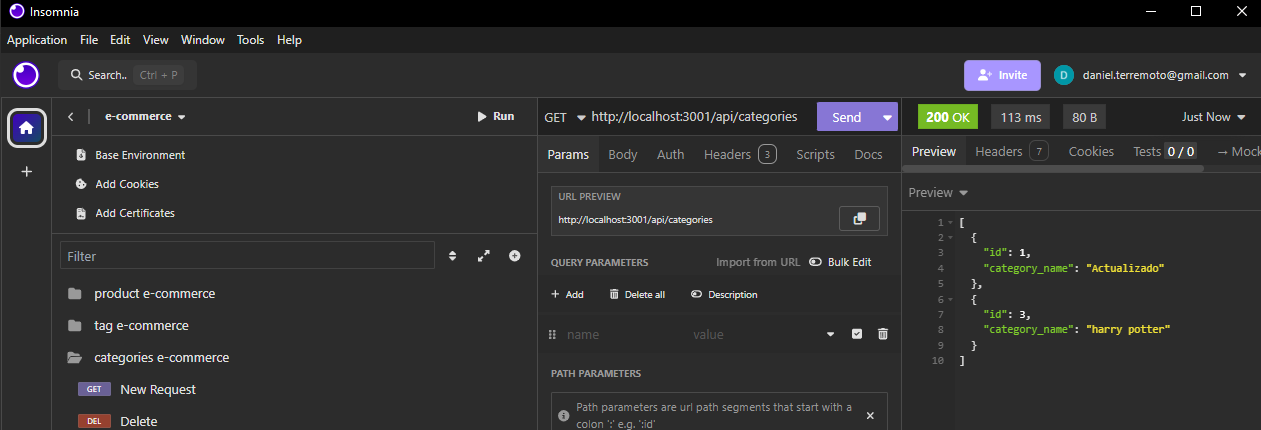 Insomnia
Application File Edit View Window Tools Help
Search.. Ctrl + P
Invite
D daniel.terremoto@gmail.com
e-commerce
Run
Base Environment
Add Cookies
Add Certificates
Filter
product e-commerce
tag e-commerce
categories e-commerce
GET New Request
DEL Delete
GET http://localhost:3001/api/categories Send
Params Body Auth Headers 3 Scripts Docs
URL PREVIEW
http://localhost:3001/api/categories
QUERY PARAMETERS Import from URL Bulk Edit
Add Delete all Description
name value
PATH PARAMETERS
Path parameters are url path segments that start with a
colon ':' e.g. ':id'
200 OK 113 ms 80 B Just Now
Preview Headers 7 Cookies Tests 0 / 0 → Mock
Preview
1 [
2 {
3 "id": 1,
4 "category_name": "Actualizado"
5 },
6 {
7 "id": 3,
8 "category_name": "harry potter"
9 }
10 ]